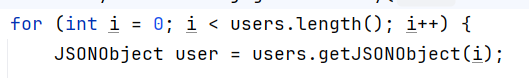 for (int i = 0; i < users.length(); i++) {
    JSONObject user = users.getJSONObject(i);